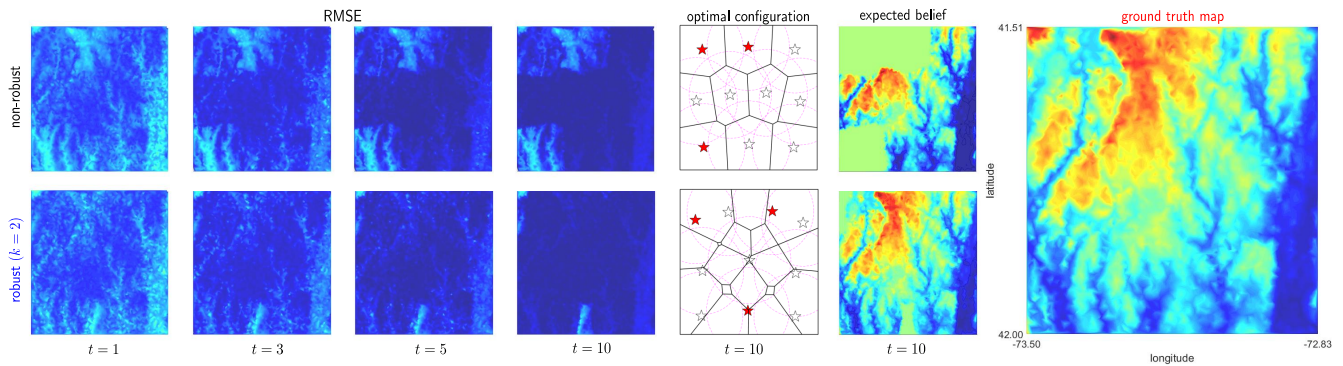 RMSE
optimal configuration
expected belief
ground truth map
non-robust
robust (k = 2)
t = 1
t = 3
t = 5
t = 10
t = 10
t = 10
41.51
latitude
42.00
-73.50
-72.83
longitude